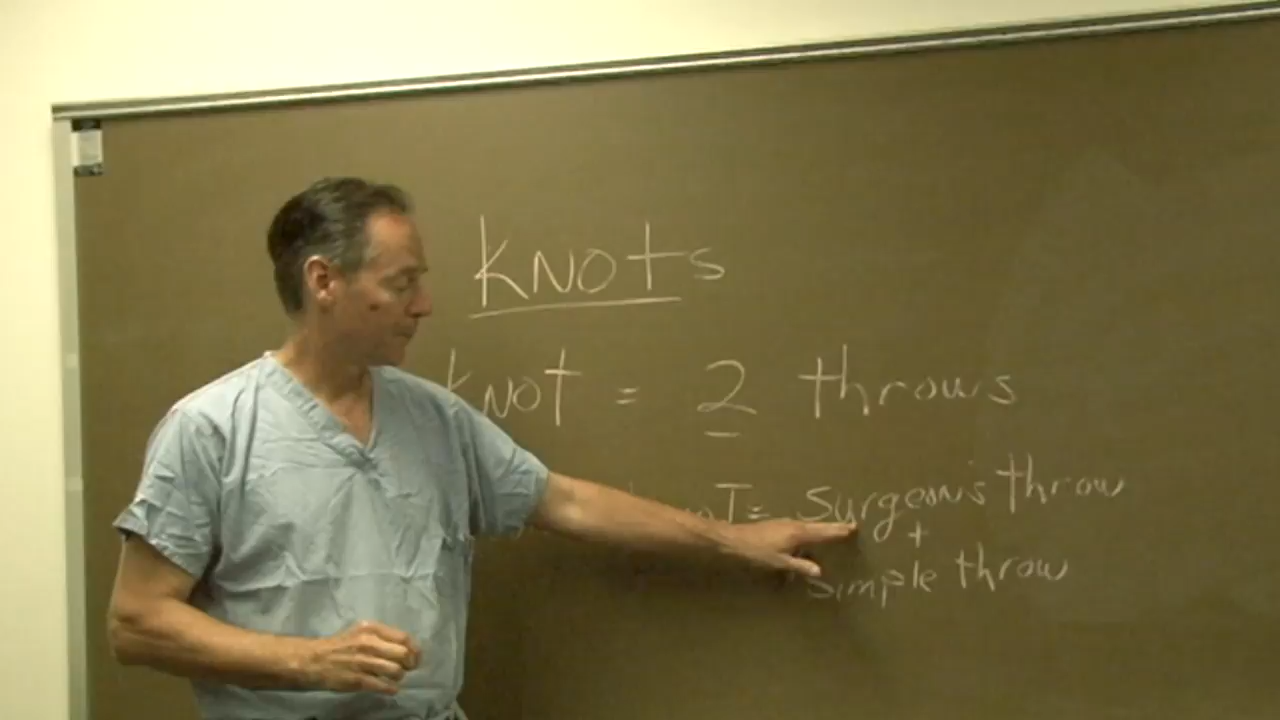 KNOTs
knot = 2 throws
= Surgeon's throw
+
simple throw